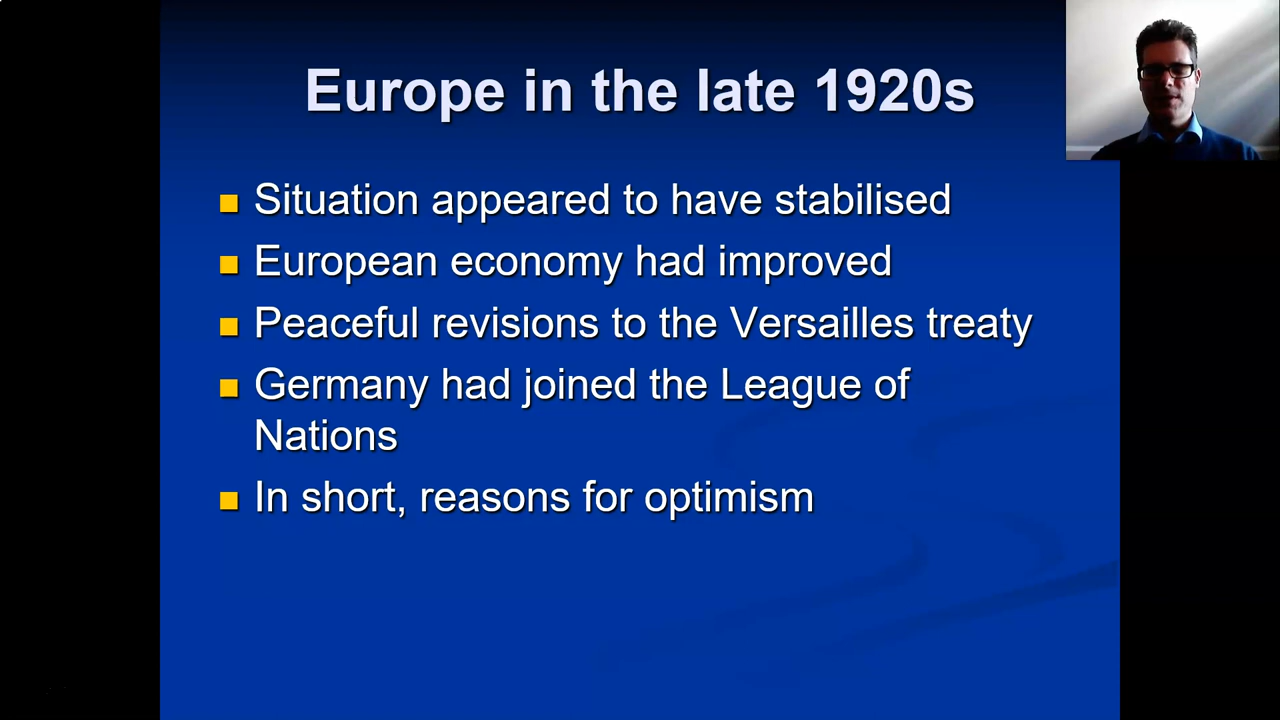 Europe in the late 1920s
Situation appeared to have stabilised
European economy had improved
Peaceful revisions to the Versailles treaty
Germany had joined the League of
Nations
In short, reasons for optimism